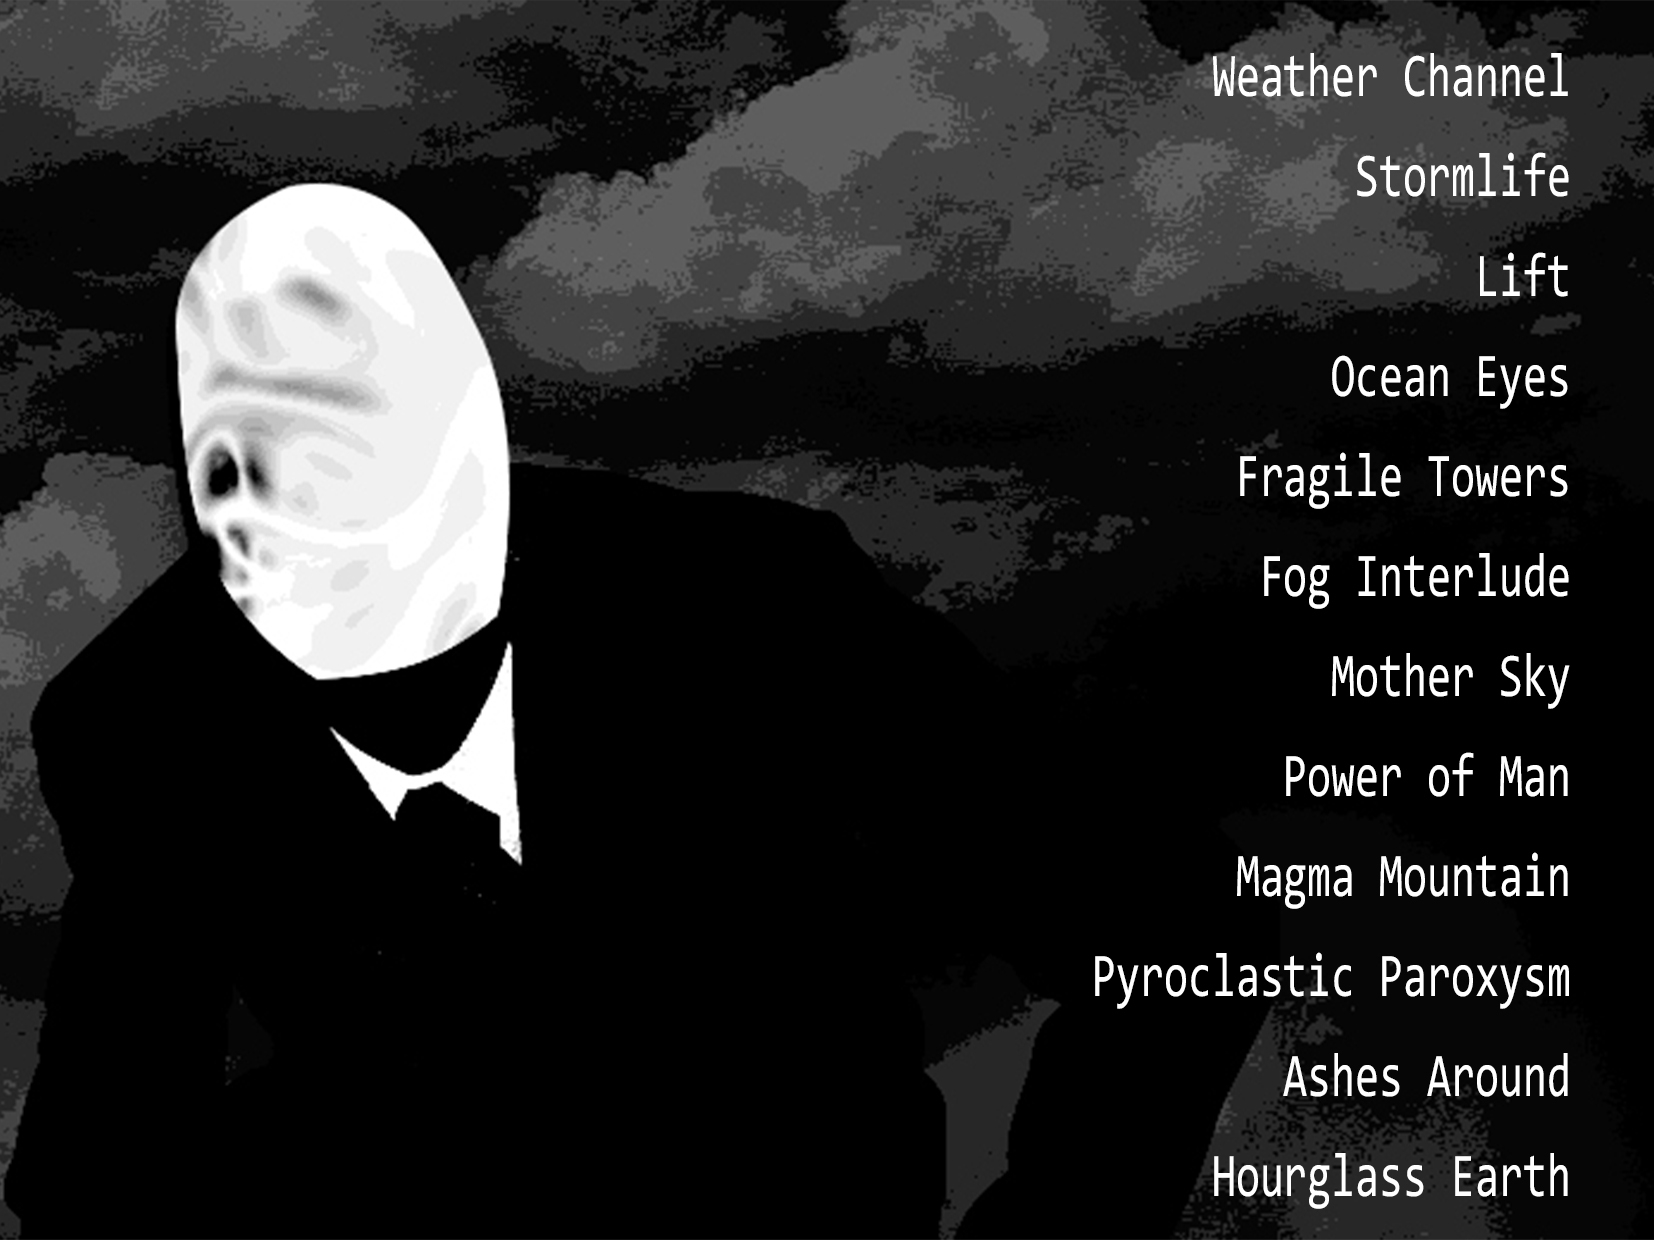 Weather Channel
Stormlife
Lift
Ocean Eyes
Fragile Towers
Fog Interlude
Mother Sky
Power of Man
Magma Mountain
Pyroclastic Paroxysm
Ashes Around
Hourglass Earth